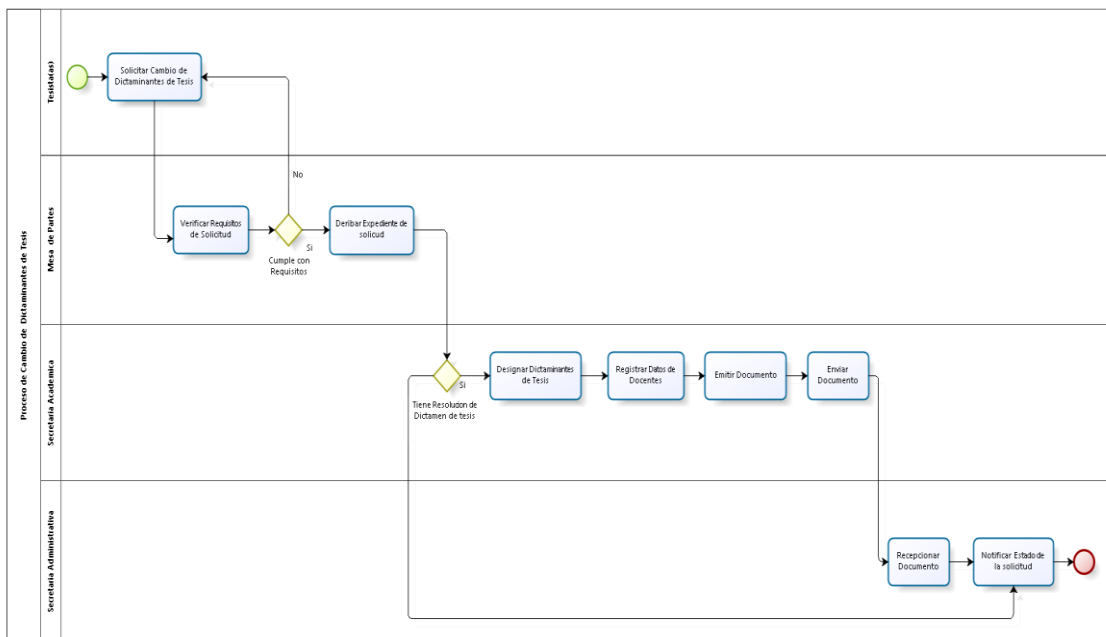 Proceso de Cambio de Dictaminantes de Tesis
Tesista(as)
Solicitar Cambio de
Dictaminantes de Tesis
No
Mesa de Partes
Verificar Requisitos
de Solicitud
Si
Cumple con
Requisitos
Deribar Expediente de
solicud
Secretaria Academica
Si
Tiene Resolucion de
Dictamen de tesis
Designar Dictaminantes
de Tesis
Registrar Datos de
Docentes
Emitir Documento
Enviar
Documento
Secretaria Administrativa
Recepcionar
Documento
Notificar Estado de
la solicitud